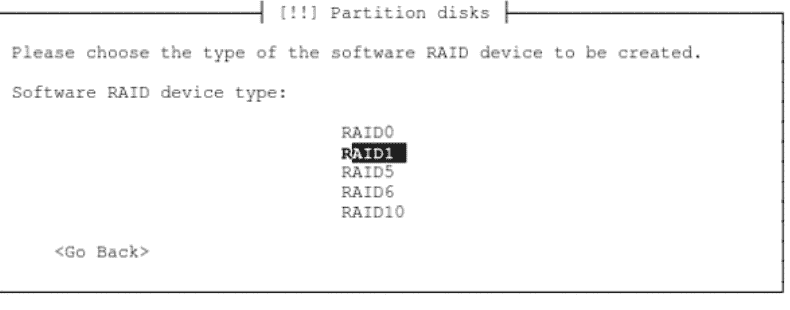 [!!] Partition disks
Please choose the type of the software RAID device to be created.
Software RAID device type:
RAID0
RAID1
RAID5
RAID6
RAID10
<Go Back>